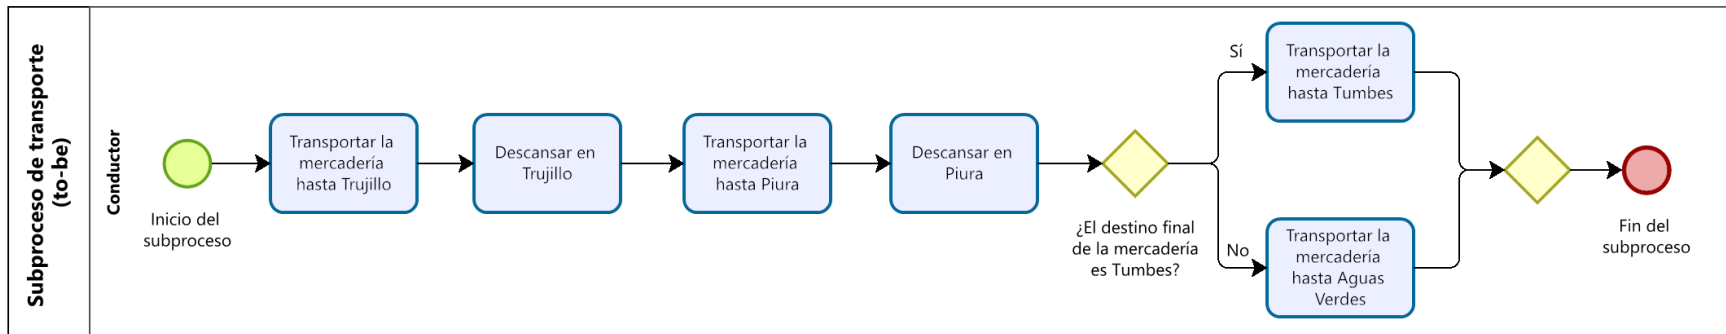 Subproceso de transporte
(to-be)
Conductor
Inicio del
subproceso
Transportar la
mercadería
hasta Trujillo
Descansar en
Trujillo
Transportar la
mercadería
hasta Piura
Descansar en
Piura
¿El destino final
de la mercadería
es Tumbes?
Sí
Transportar la
mercadería
hasta Tumbes
No
Transportar la
mercadería
hasta Aguas
Verdes
Fin del
subproceso